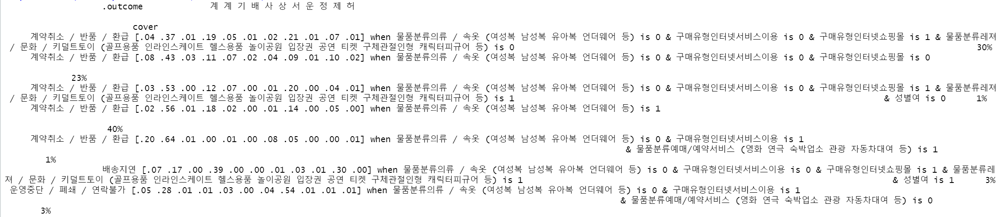 .outcome 계 계 기 배 사 상 서 운 정 제 허
cover
계약취소 / 반품 / 환급 [.04 .37 .01 .19 .05 .01 .02 .21 .01 .07 .01] when 물품분류의류 / 속옷 (여성복 남성복 유아복 언더웨어 등) is 0 & 구매유형인터넷서비스이용 is 0 & 구매유형인터넷쇼핑몰 is 1 & 물품분류레져
/ 문화 / 키덜트토이 (골프용품 인라인스케이트 헬스용품 놀이공원 입장권 공연 티켓 구체관절인형 캐릭터피규어 등) is 0 30%
계약취소 / 반품 / 환급 [.08 .43 .03 .11 .07 .02 .04 .09 .01 .10 .02] when 물품분류의류 / 속옷 (여성복 남성복 유아복 언더웨어 등) is 0 & 구매유형인터넷서비스이용 is 0 & 구매유형인터넷쇼핑몰 is 0
23%
계약취소 / 반품 / 환급 [.03 .53 .00 .12 .07 .00 .01 .20 .00 .04 .01] when 물품분류의류 / 속옷 (여성복 남성복 유아복 언더웨어 등) is 0 & 구매유형인터넷서비스이용 is 0 & 구매유형인터넷쇼핑몰 is 1 & 물품분류레져
/ 문화 / 키덜트토이 (골프용품 인라인스케이트 헬스용품 놀이공원 입장권 공연 티켓 구체관절인형 캐릭터피규어 등) is 1 & 성별여 is 0 1%
계약취소 / 반품 / 환급 [.02 .56 .01 .18 .02 .00 .01 .14 .00 .05 .00] when 물품분류의류 / 속옷 (여성복 남성복 유아복 언더웨어 등) is 1
40%
계약취소 / 반품 / 환급 [.20 .64 .01 .00 .01 .00 .08 .05 .00 .00 .01] when 물품분류의류 / 속옷 (여성복 남성복 유아복 언더웨어 등) is 0 & 구매유형인터넷서비스이용 is 1
& 물품분류예매/예약서비스 (영화 연극 숙박업소 관광 자동차대여 등) is 1
1%
배송지연 [.07 .17 .00 .39 .00 .00 .01 .03 .01 .30 .00] when 물품분류의류 / 속옷 (여성복 남성복 유아복 언더웨어 등) is 0 & 구매유형인터넷서비스이용 is 0 & 구매유형인터넷쇼핑몰 is 1 & 물품분류레
져 / 문화 / 키덜트토이 (골프용품 인라인스케이트 헬스용품 놀이공원 입장권 공연 티켓 구체관절인형 캐릭터피규어 등) is 1 & 성별여 is 1 3%
운영중단 / 폐쇄 / 연락불가 [.05 .28 .01 .01 .03 .00 .04 .54 .01 .01 .01] when 물품분류의류 / 속옷 (여성복 남성복 유아복 언더웨어 등) is 0 & 구매유형인터넷서비스이용 is 1
& 물품분류예매/예약서비스 (영화 연극 숙박업소 관광 자동차대여 등) is 0
3%